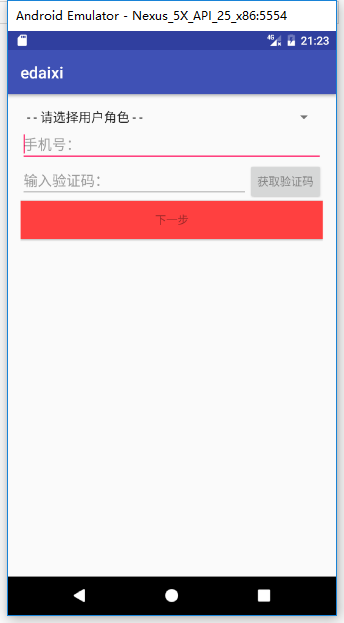 Android Emulator - Nexus_5X_API_25_x86:5554
4G 21:23
edaixi
-- 请选择用户角色 --
手机号：
输入验证码： 获取验证码
下一步